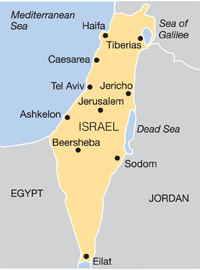 Mediterranean
Sea
Sea of
Galilee
Haifa
Tiberias
Caesarea
Tel Aviv
Jericho
Jerusalem
Ashkelon
ISRAEL
Dead Sea
Beersheba
Sodom
EGYPT
JORDAN
Eilat